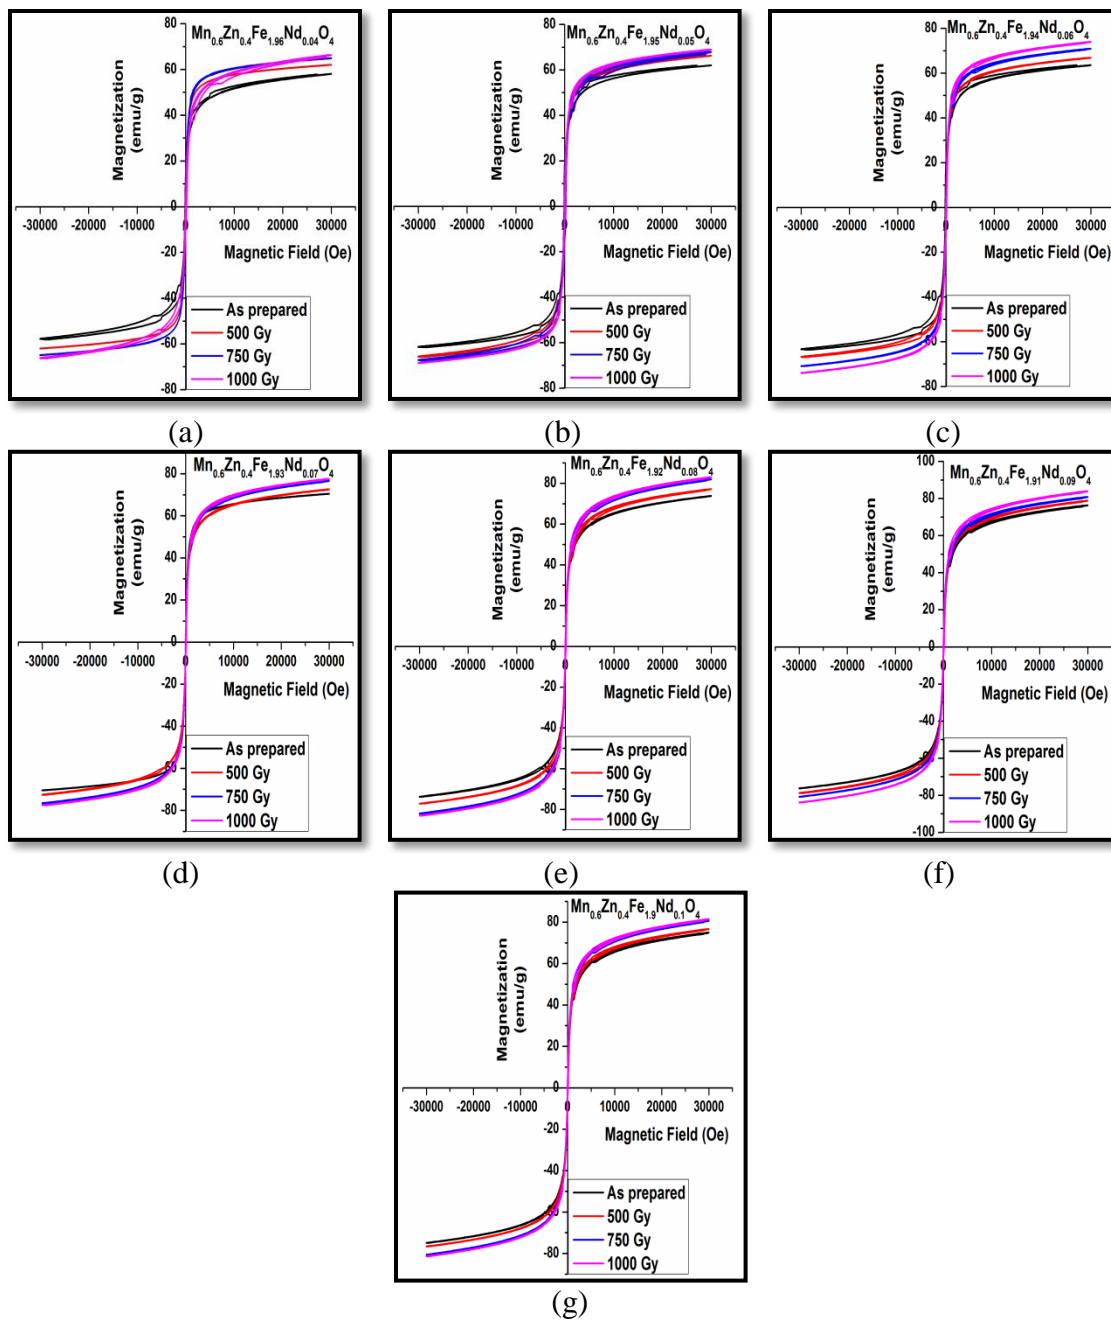 Mn0.6Zn0.4Fe1.96Nd0.04O4
Magnetization
(emu/g)
80
60
40
20
0
-20
-40
-60
-80
-30000 -20000 -10000 0 10000 20000 30000
Magnetic Field (Oe)
As prepared
500 Gy
750 Gy
1000 Gy
(a)
Mn0.6Zn0.4Fe1.95Nd0.05O4
Magnetization
(emu/g)
80
60
40
20
0
-20
-40
-60
-80
-30000 -20000 -10000 0 10000 20000 30000
Magnetic Field (Oe)
As prepared
500 Gy
750 Gy
1000 Gy
(b)
Mn0.6Zn0.4Fe1.94Nd0.06O4
Magnetization
(emu/g)
80
60
40
20
0
-20
-40
-60
-80
-30000 -20000 -10000 0 10000 20000 30000
Magnetic Field (Oe)
As prepared
500 Gy
750 Gy
1000 Gy
(c)
Mn0.6Zn0.4Fe1.93Nd0.07O4
Magnetization
(emu/g)
80
60
40
20
0
-20
-40
-60
-80
-30000 -20000 -10000 0 10000 20000 30000
Magnetic Field (Oe)
As prepared
500 Gy
750 Gy
1000 Gy
(d)
Mn0.6Zn0.4Fe1.92Nd0.08O4
Magnetization
(emu/g)
80
60
40
20
0
-20
-40
-60
-80
-30000 -20000 -10000 0 10000 20000 30000
Magnetic Field (Oe)
As prepared
500 Gy
750 Gy
1000 Gy
(e)
Mn0.6Zn0.4Fe1.91Nd0.09O4
Magnetization
(emu/g)
100
80
60
40
20
0
-20
-40
-60
-80
-100
-30000 -20000 -10000 0 10000 20000 30000
Magnetic Field (Oe)
As prepared
500 Gy
750 Gy
1000 Gy
(f)
Mn0.6Zn0.4Fe1.9Nd0.1O4
Magnetization
(emu/g)
80
60
40
20
0
-20
-40
-60
-80
-30000 -20000 -10000 0 10000 20000 30000
Magnetic Field (Oe)
As prepared
500 Gy
750 Gy
1000 Gy
(g)